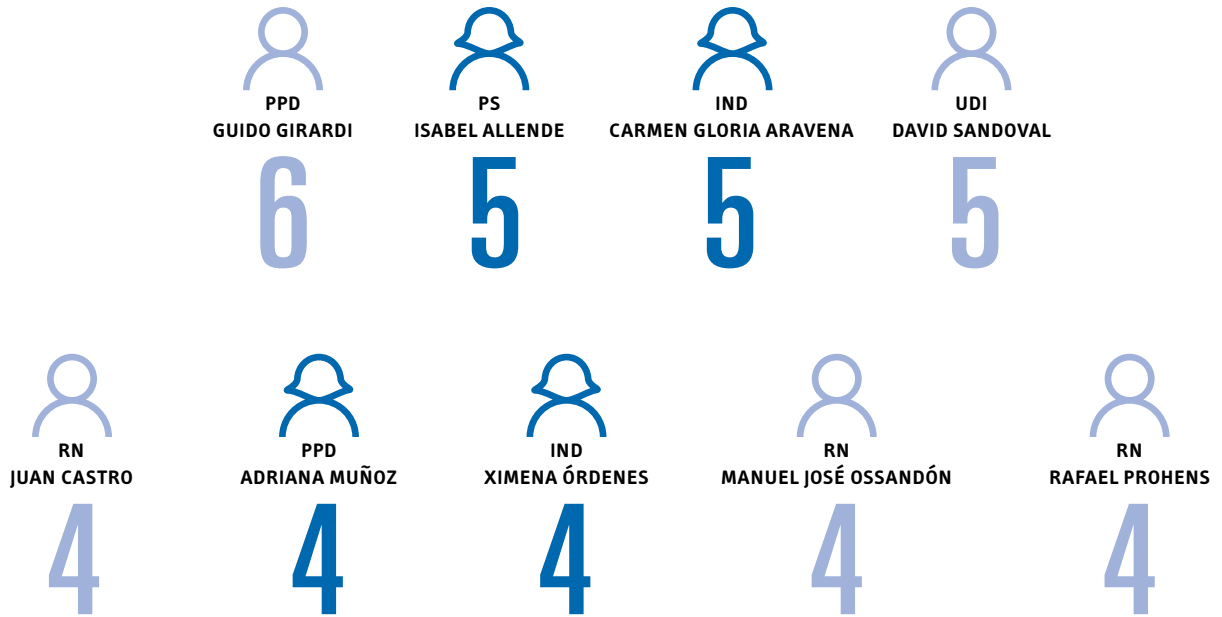 PPD
GUIDO GIRARDI
6
PS
ISABEL ALLENDE
5
IND
CARMEN GLORIA ARAVENA
5
UDI
DAVID SANDOVAL
5
RN
JUAN CASTRO
4
PPD
ADRIANA MUÑOZ
4
IND
XIMENA ÓRDENES
4
RN
MANUEL JOSÉ OSSANDÓN
4
RN
RAFAEL PROHENS
4